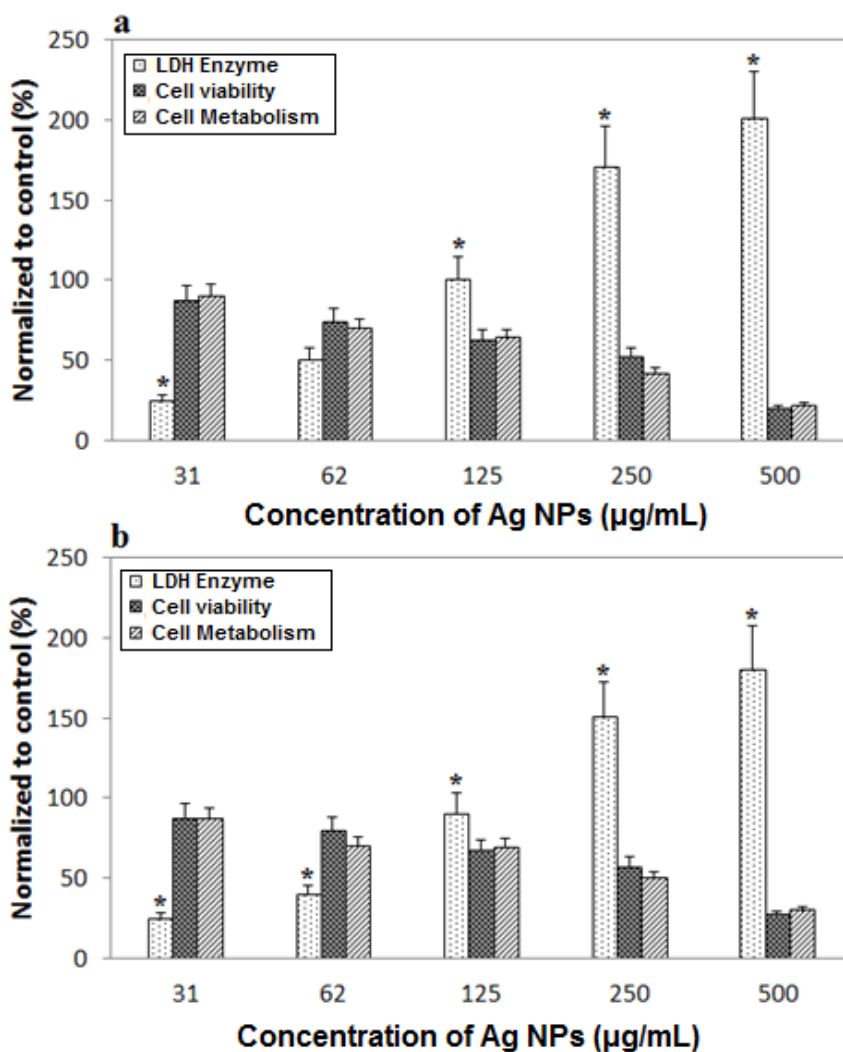 a
250
200
150
100
50
0
Normalized to control (%)
LDH Enzyme
Cell viability
Cell Metabolism
*
*
*
*
31 62 125 250 500
Concentration of Ag NPs (µg/mL)
b
250
200
150
100
50
0
Normalized to control (%)
LDH Enzyme
Cell viability
Cell Metabolism
*
*
*
*
*
31 62 125 250 500
Concentration of Ag NPs (µg/mL)